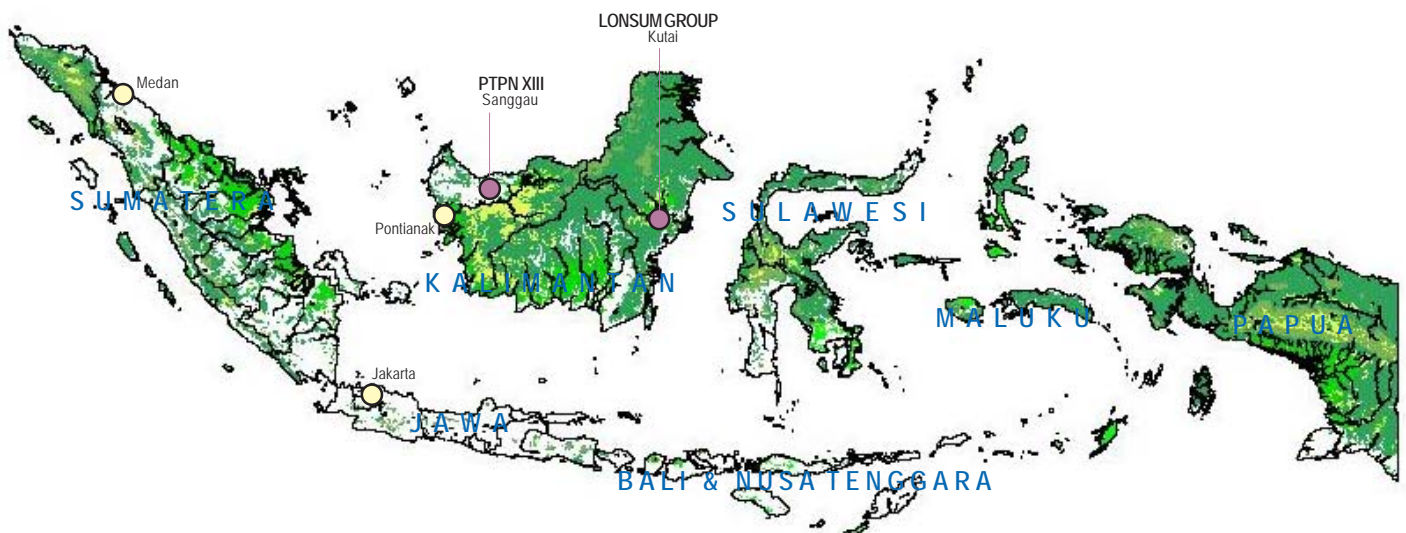 LONSUM GROUP
Kutai
PTPN XIII
Sanggau
Medan
SUMATERA
Pontianak
SULAWESI
KALIMANTAN
MALUKU
PAPUA
Jakarta
JAWA
BALI & NUSA TENGGARA